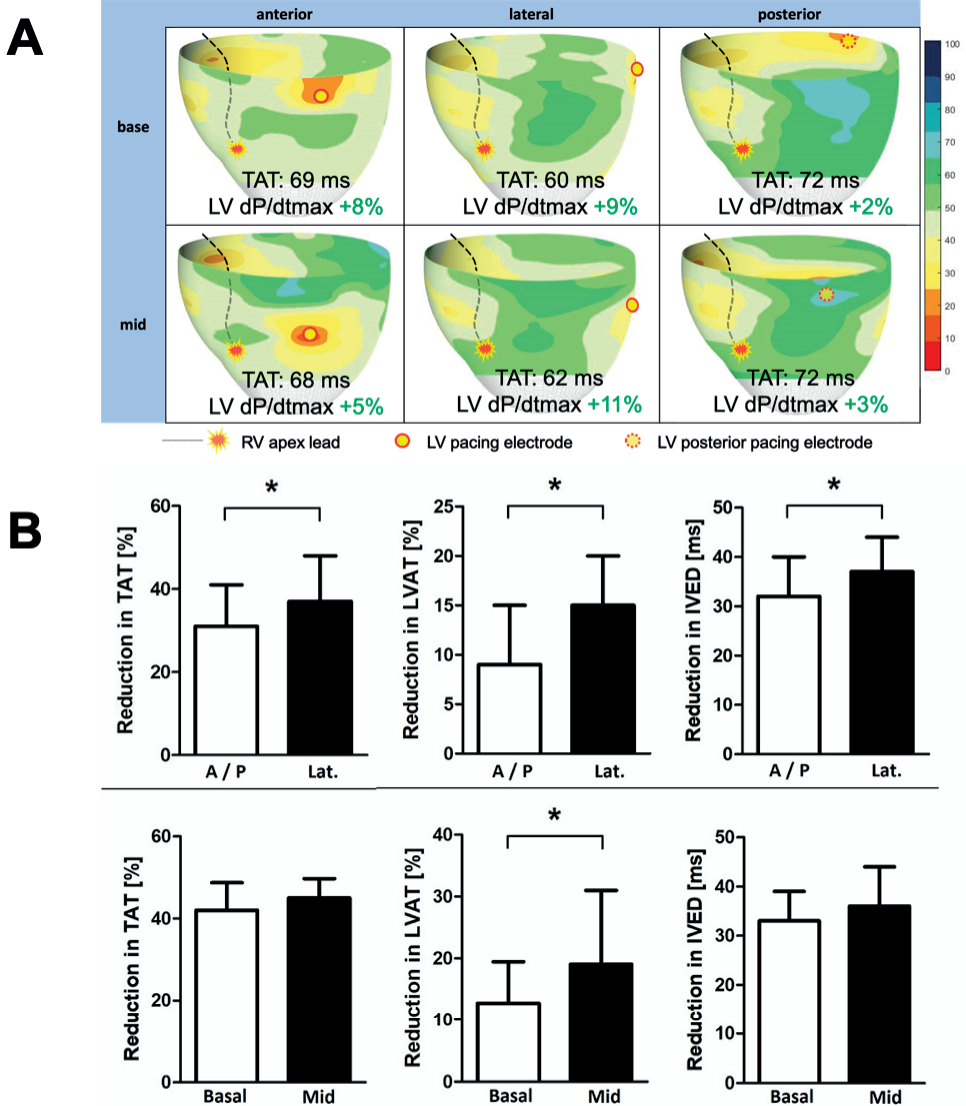 A
anterior lateral posterior
base
TAT: 69 ms
LV dP/dtmax +8%
TAT: 60 ms
LV dP/dtmax +9%
TAT: 72 ms
LV dP/dtmax +2%
100
90
80
70
60
50
40
30
20
10
0
mid
TAT: 68 ms
LV dP/dtmax +5%
TAT: 62 ms
LV dP/dtmax +11%
TAT: 72 ms
LV dP/dtmax +3%
RV apex lead
LV pacing electrode
LV posterior pacing electrode
B
Reduction in TAT [%]
60
40
20
0
*
A / P Lat.
Reduction in LVAT [%]
25
20
15
10
5
0
*
A / P Lat.
Reduction in IVED [ms]
50
40
30
20
10
0
*
A / P Lat.
Reduction in TAT [%]
60
40
20
0
Basal Mid
Reduction in LVAT [%]
40
30
20
10
0
*
Basal Mid
Reduction in IVED [ms]
50
40
30
20
10
0
Basal Mid